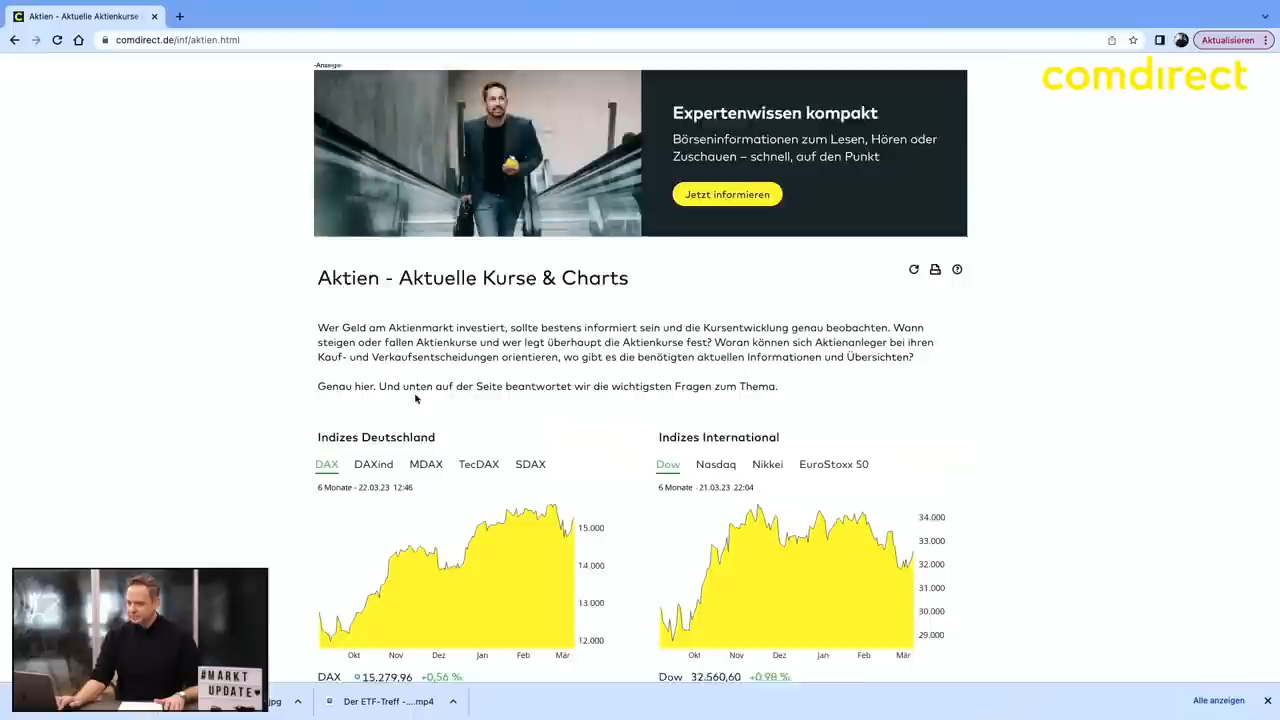 Aktien - Aktuelle Aktienkurse
comdirect.de/inf/aktien.html
Aktualisieren
-Anzeige-
comdirect
Expertenwissen kompakt
Börseninformationen zum Lesen, Hören oder
Zuschauen – schnell, auf den Punkt
Jetzt informieren
Aktien - Aktuelle Kurse & Charts
Wer Geld am Aktienmarkt investiert, sollte bestens informiert sein und die Kursentwicklung genau beobachten. Wann
steigen oder fallen Aktienkurse und wer legt überhaupt die Aktienkurse fest? Woran können sich Aktienanleger bei ihren
Kauf- und Verkaufsentscheidungen orientieren, wo gibt es die benötigten aktuellen Informationen und Übersichten?
Genau hier. Und unten auf der Seite beantwortet wir die wichtigsten Fragen zum Thema.
Indizes Deutschland
DAX DAXind MDAX TecDAX SDAX
6 Monate - 22.03.23 12:46
15.000
14.000
13.000
12.000
Okt Nov Dez Jan Feb Mär
DAX 15.279,96 +0,56 %
Indizes International
Dow Nasdaq Nikkei EuroStoxx 50
6 Monate - 21.03.23 22:04
34.000
33.000
32.000
31.000
30.000
29.000
Okt Nov Dez Jan Feb Mär
Dow 32.560,60 +0,98 %
#MARKT
UPDATE♥
.jpg
Der ETF-Treff -....mp4
Alle anzeigen